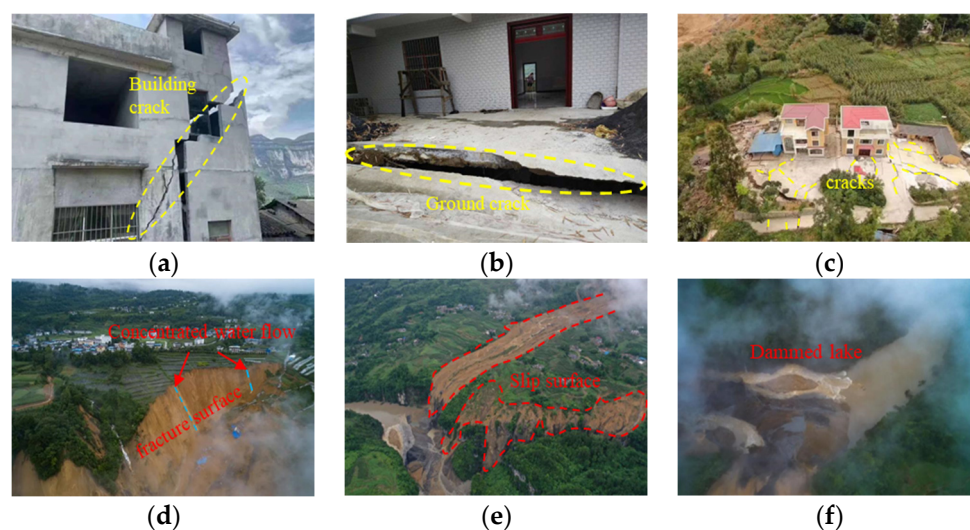 Building
crack
Ground crack
cracks
(a)
(b)
(c)
Concentrated water flow
fracture surface
Slip surface
Dammed lake
(d)
(e)
(f)